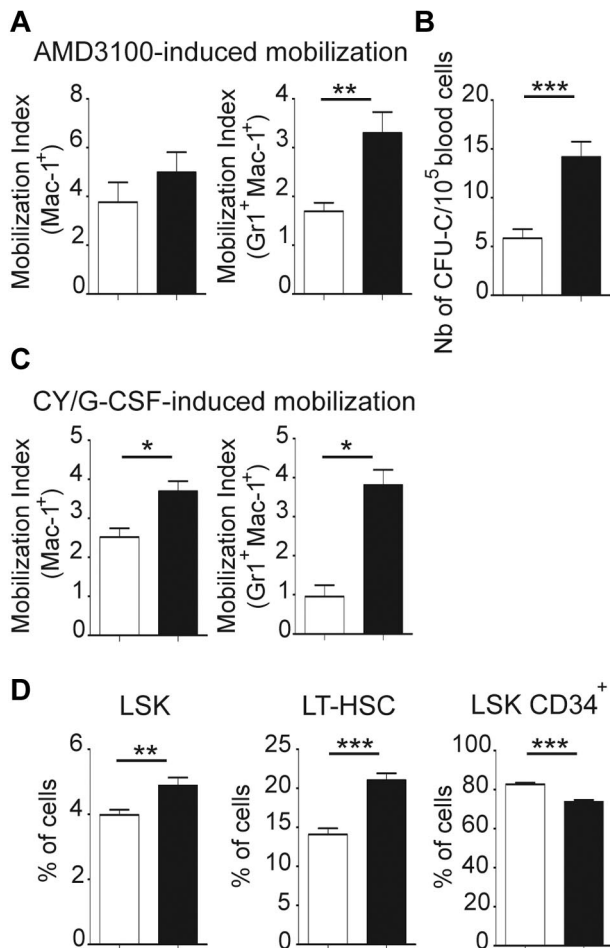 A
AMD3100-induced mobilization
Mobilization Index
(Mac-1+)
8
6
4
2
0
Mobilization Index
(Gr1+ Mac-1+)
4
3
2
1
0
**
B
Nb of CFU-C/10^5 blood cells
20
15
10
5
0
***
C
CY/G-CSF-induced mobilization
Mobilization Index
(Mac-1+)
5
4
3
2
1
0
*
Mobilization Index
(Gr1+ Mac-1+)
5
4
3
2
1
0
*
D
LSK
% of cells
6
4
2
0
**
LT-HSC
% of cells
25
20
15
10
5
0
***
LSK CD34+
% of cells
100
80
60
40
20
0
***